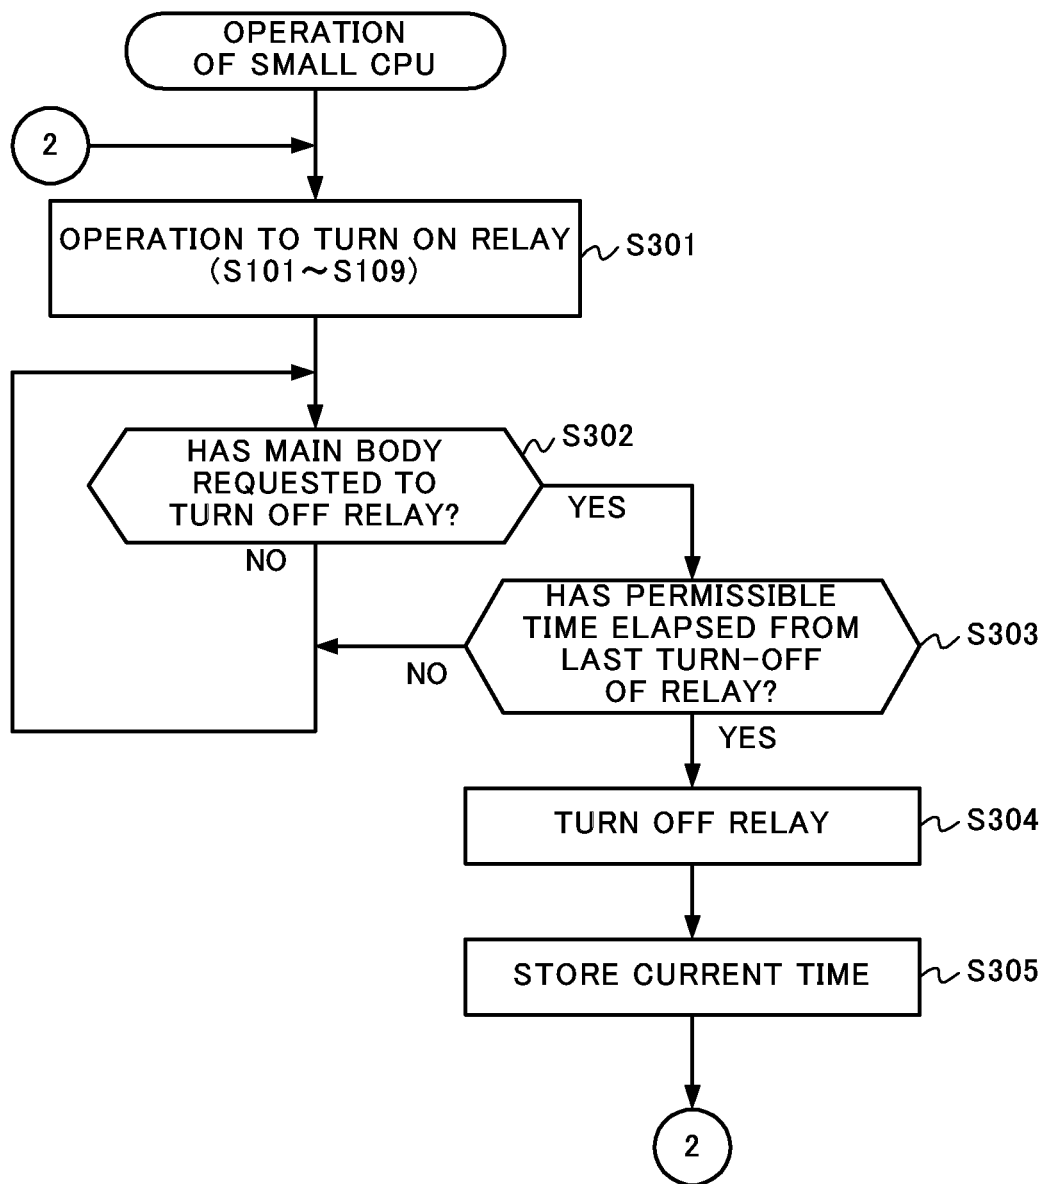 OPERATION
OF SMALL CPU
2
OPERATION TO TURN ON RELAY
(S101～S109)
S301
HAS MAIN BODY
REQUESTED TO
TURN OFF RELAY?
S302
YES
NO
HAS PERMISSIBLE
TIME ELAPSED FROM
LAST TURN-OFF
OF RELAY?
S303
NO
YES
TURN OFF RELAY
S304
STORE CURRENT TIME
S305
2